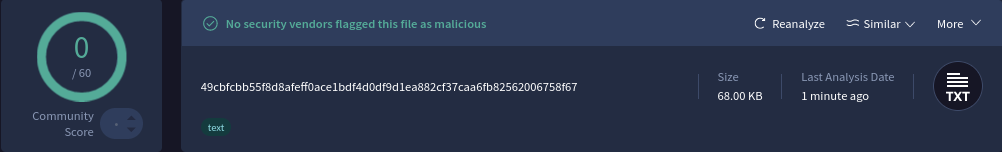 0
/ 60
Community
Score
No security vendors flagged this file as malicious
Reanalyze
Similar
More
49cbfcbb55f8d8afeff0ace1bdf4d0df9d1ea882cf37caa6fb82562006758f67
text
Size
68.00 KB
Last Analysis Date
1 minute ago
TXT